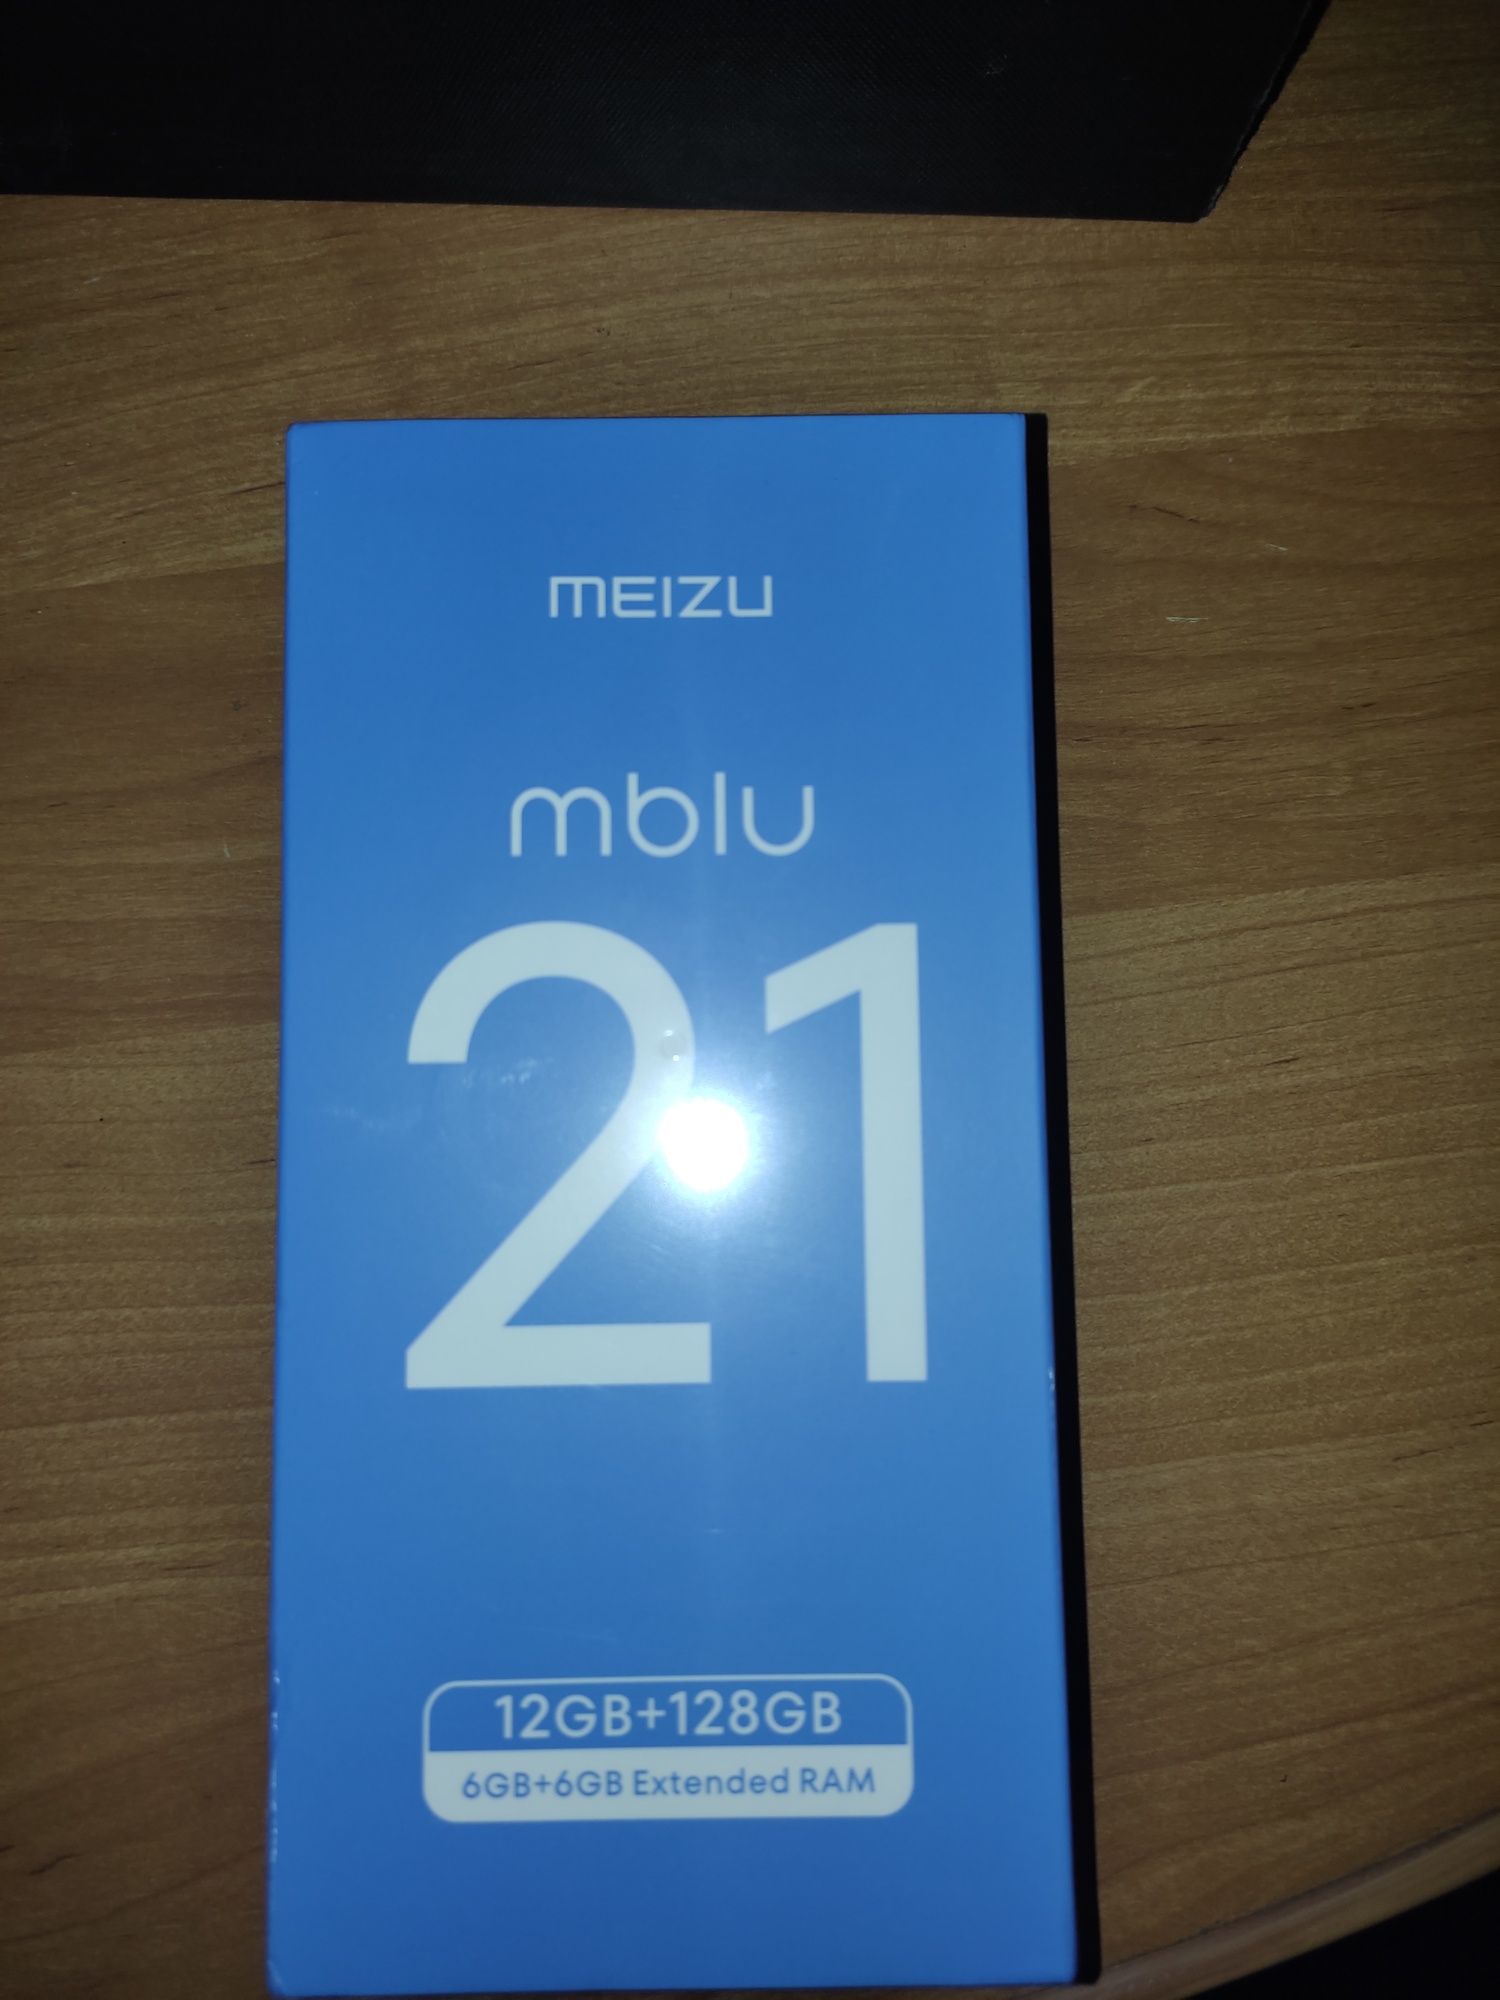 MEIZU
mblu
21
12GB+128GB
6GB+6GB Extended RAM